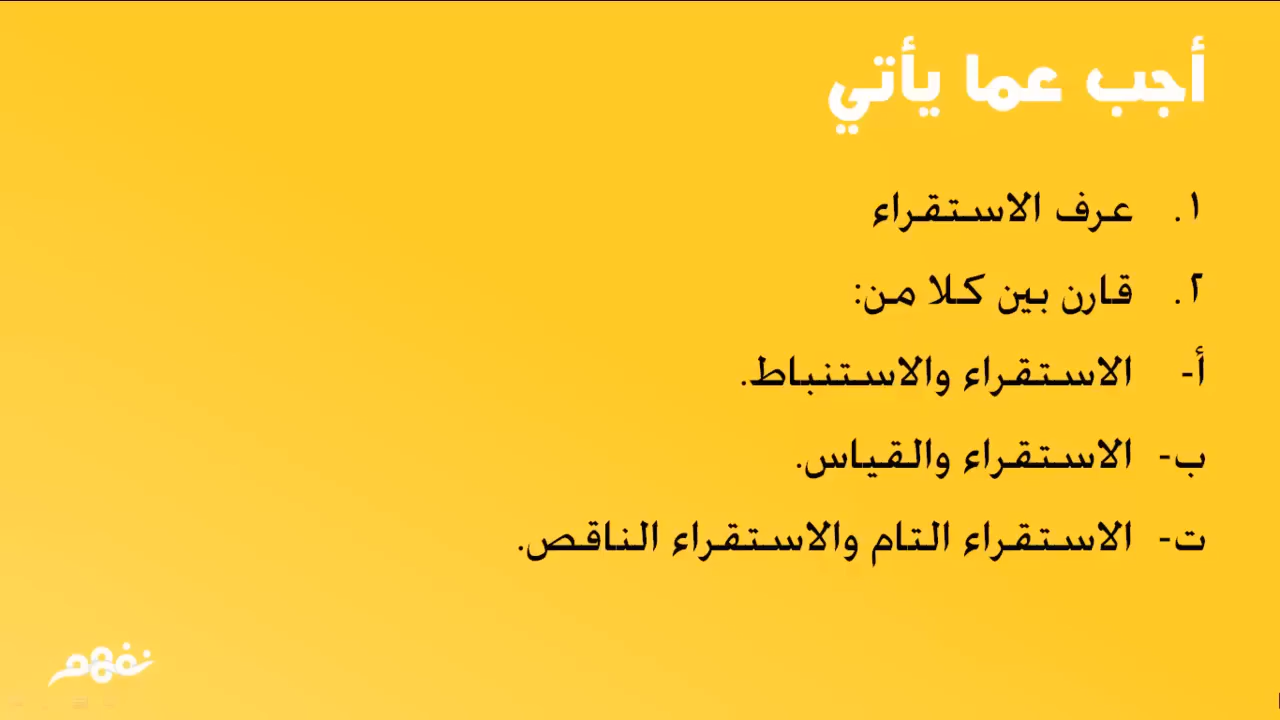 أجب عما يأتي
١. عرف الاستقراء
٢. قارن بين كلا من:
أ- الاستقراء والاستنباط.
ب- الاستقراء والقياس.
ت- الاستقراء التام والاستقراء الناقص.
نفهم